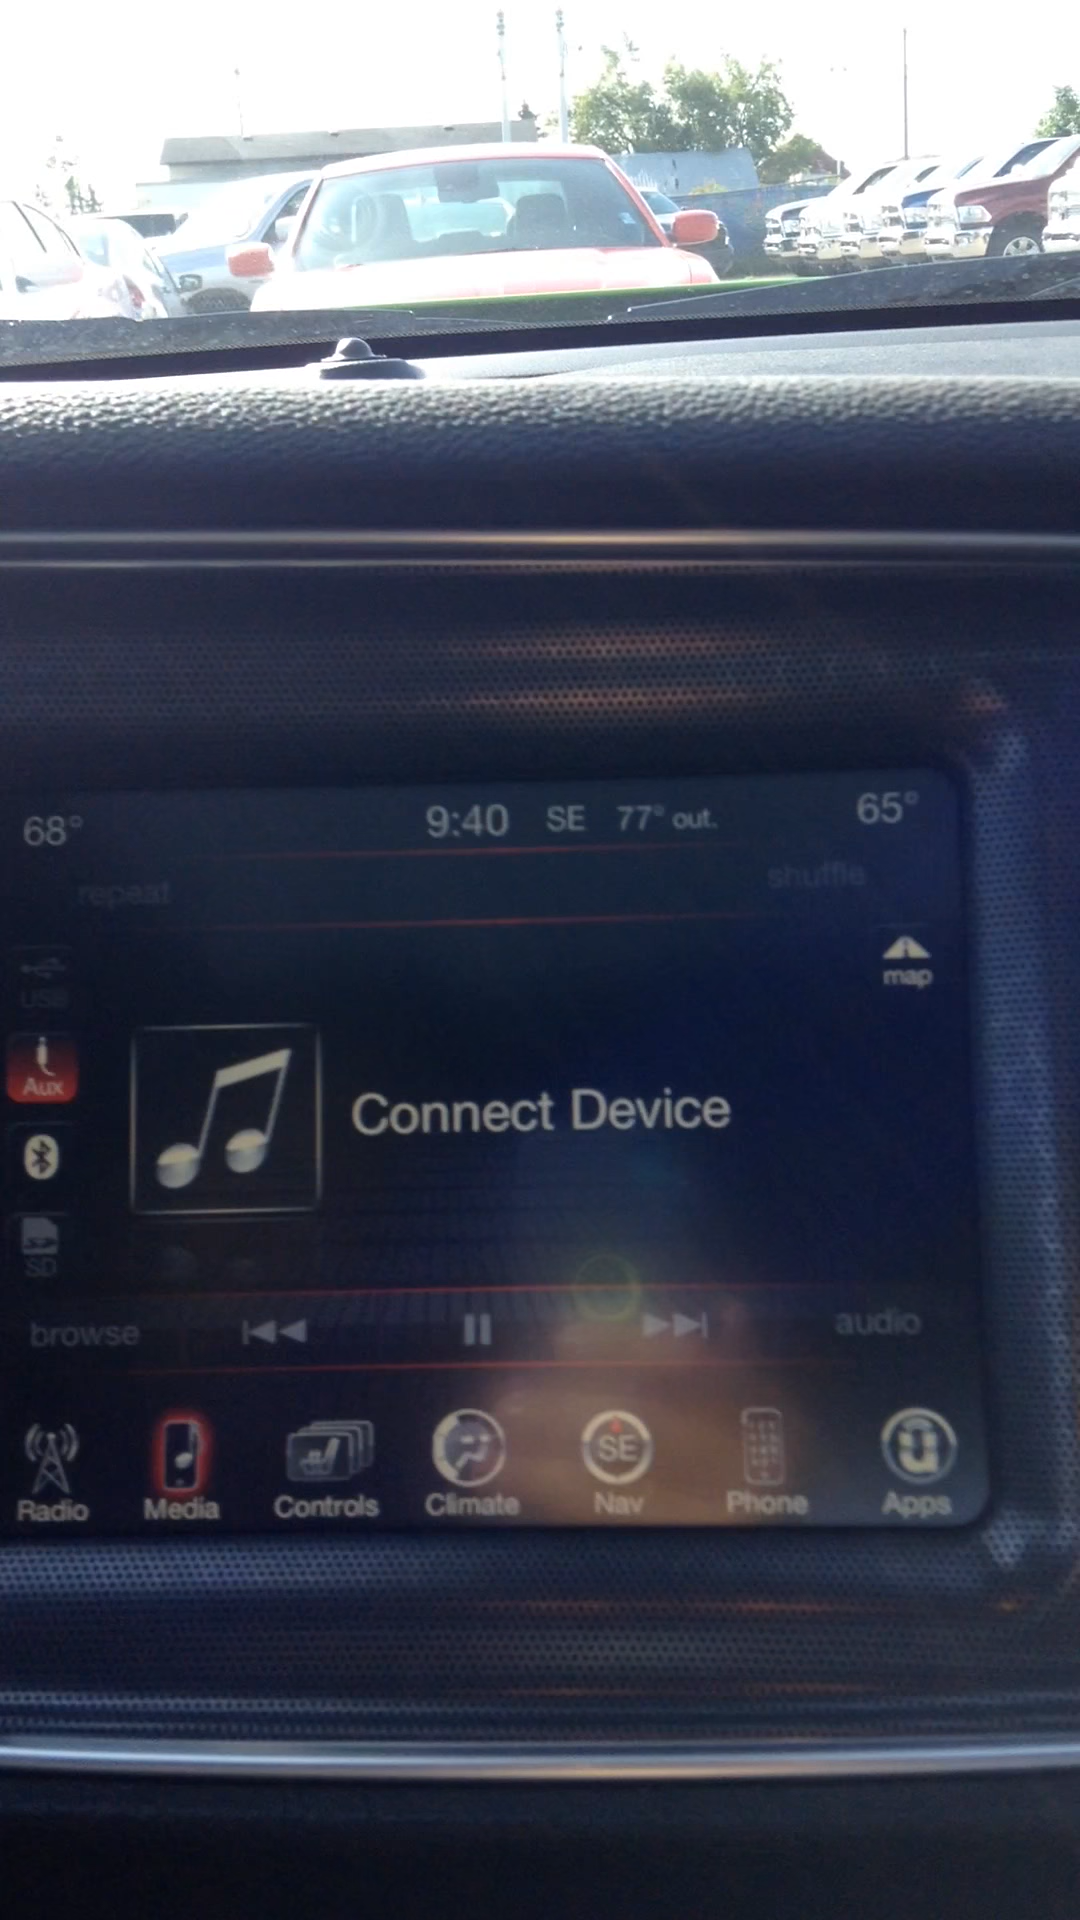 68° 9:40 SE 77° out. 65°
repeat shuffle
map
USB
Aux
Connect Device
SD
browse audio
SE
Radio Media Controls Climate Nav Phone Apps